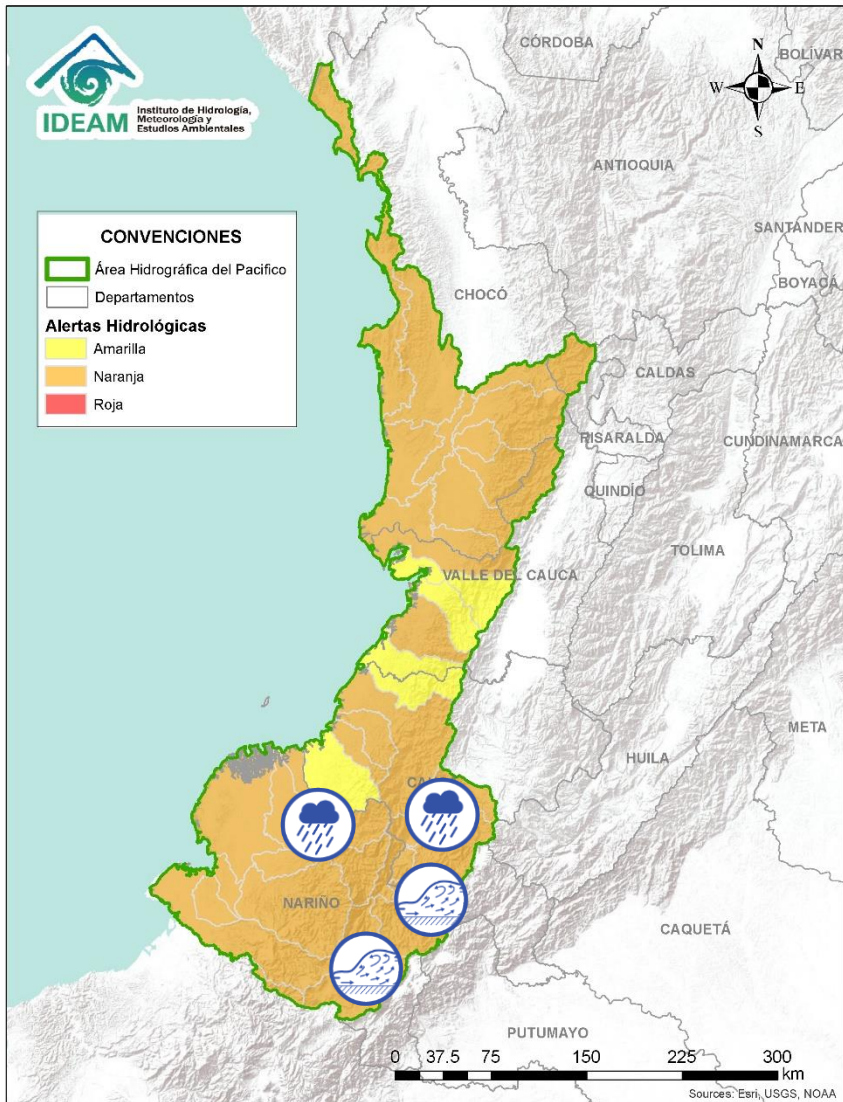 IDEAM
Instituto de Hidrología,
Meteorología y
Estudios Ambientales
CÓRDOBA
BOLÍVAR
N
W
E
S
ANTIOQUIA
SANTANDER
BOYACÁ
CONVENCIONES
Área Hidrográfica del Pacifico
Departamentos
Alertas Hidrológicas
Amarilla
Naranja
Roja
CHOCÓ
CALDAS
RISARALDA
CUNDINAMARCA
QUINDÍO
TOLIMA
VALLE DEL CAUCA
META
HUILA
NARIÑO
CAQUETÁ
PUTUMAYO
0 37.5 75 150 225 300
km
Sources: Esri, USGS, NOAA